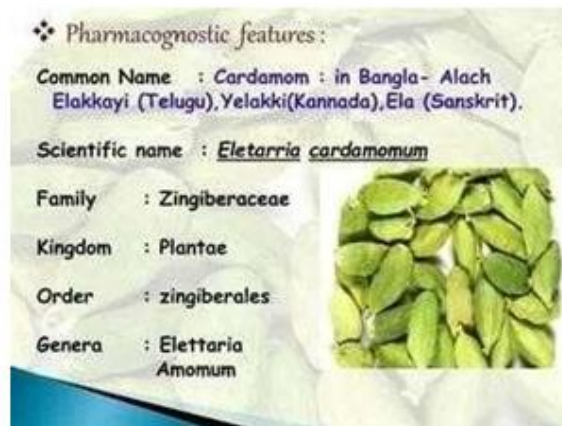 ❖ Pharmacognostic features :
Common Name : Cardamom : in Bangla- Alach
Elakkayi (Telugu),Yelakki(Kannada),Ela (Sanskrit).
Scientific name : Eletarria cardamomum
Family : Zingiberaceae
Kingdom : Plantae
Order : zingiberales
Genera : Elettaria
Amomum